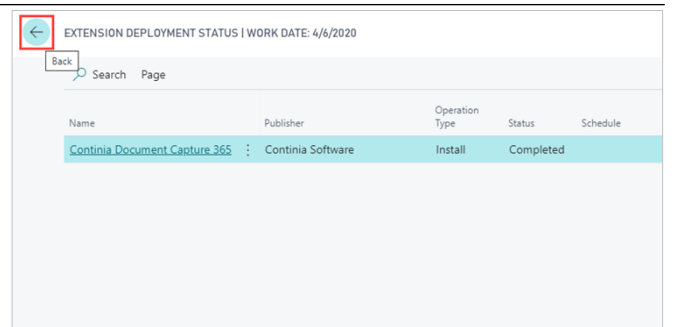 EXTENSION DEPLOYMENT STATUS | WORK DATE: 4/6/2020
Back
Search Page
Name Publisher Operation Type Status Schedule
Continia Document Capture 365 Continia Software Install Completed